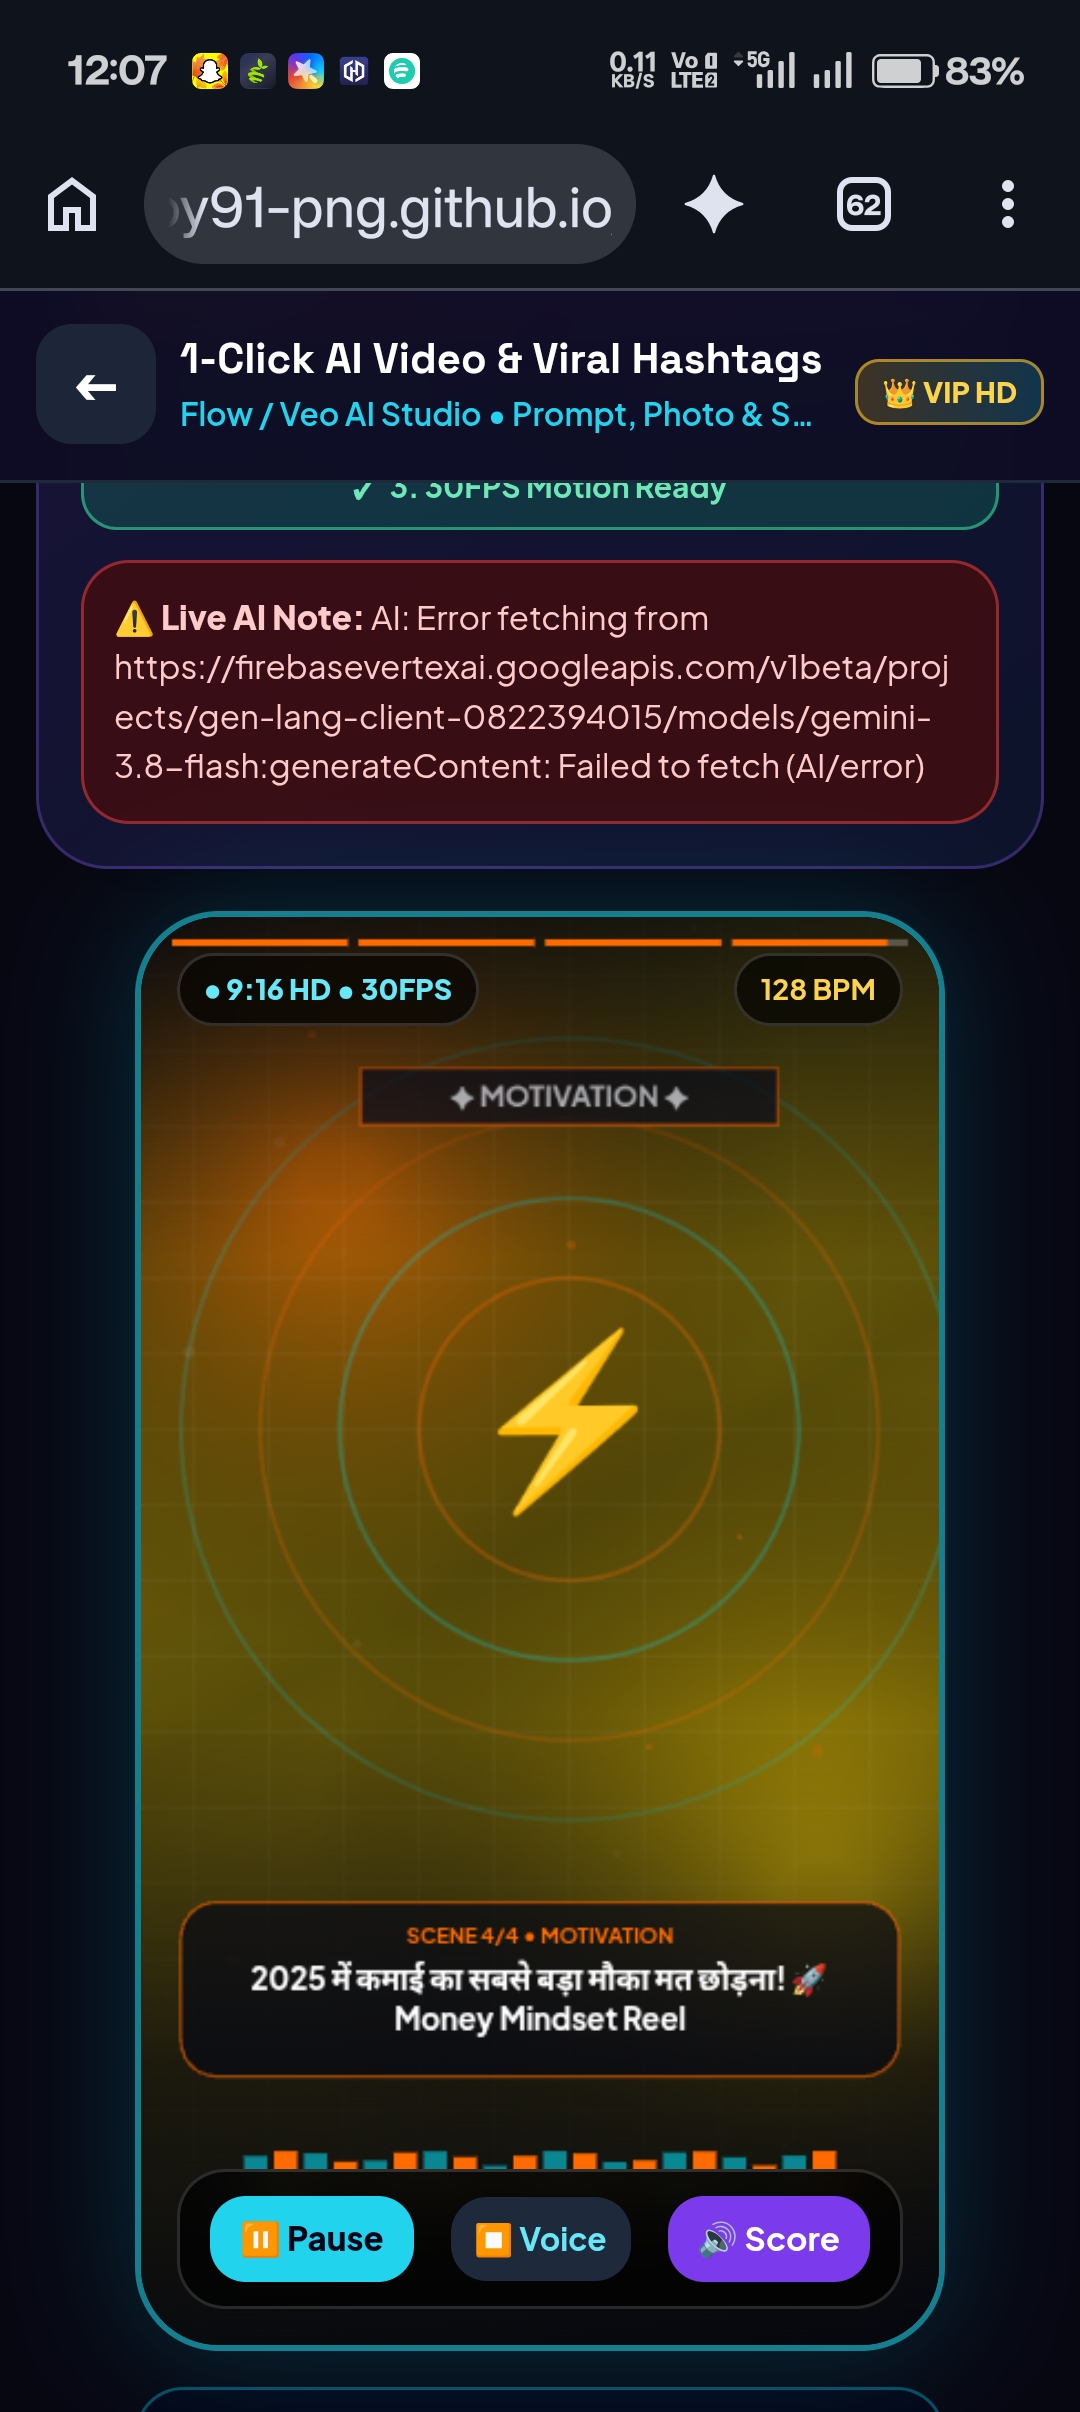 12:07
0.11 KB/S Vo LTE 5G 83%
y91-png.github.io
62
1-Click AI Video & Viral Hashtags
Flow / Veo AI Studio • Prompt, Photo & S...
👑 VIP HD
✓ 3. 30FPS Motion Ready
⚠️ Live AI Note: AI: Error fetching from
https://firebasevertexai.googleapis.com/v1beta/proj
ects/gen-lang-client-0822394015/models/gemini-
3.8-flash:generateContent: Failed to fetch (AI/error)
● 9:16 HD • 30FPS
128 BPM
✦ MOTIVATION ✦
SCENE 4/4 • MOTIVATION
2025 में कमाई का सबसे बड़ा मौका मत छोड़ना! 🚀
Money Mindset Reel
⏸️ Pause
⏹️ Voice
🔊 Score